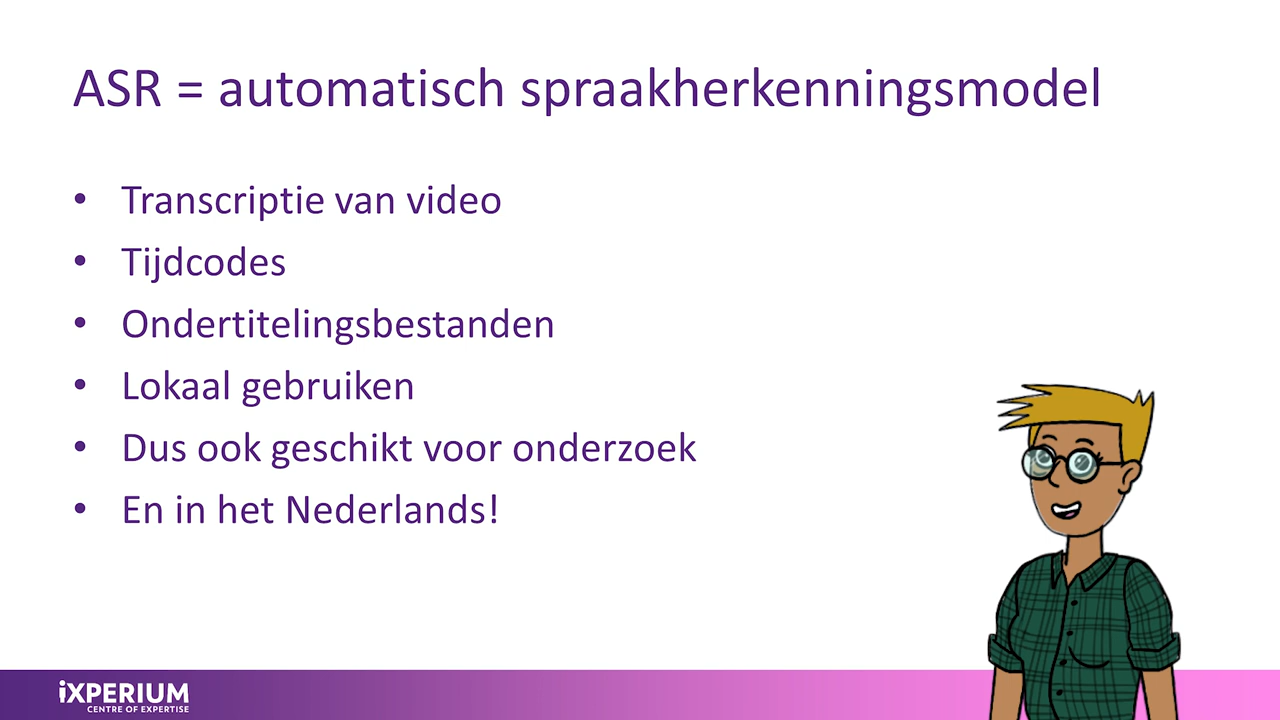 ASR = automatisch spraakherkenningsmodel
• Transcriptie van video
• Tijdcodes
• Ondertitelingsbestanden
• Lokaal gebruiken
• Dus ook geschikt voor onderzoek
• En in het Nederlands!
iXPERIUM
CENTRE OF EXPERTISE